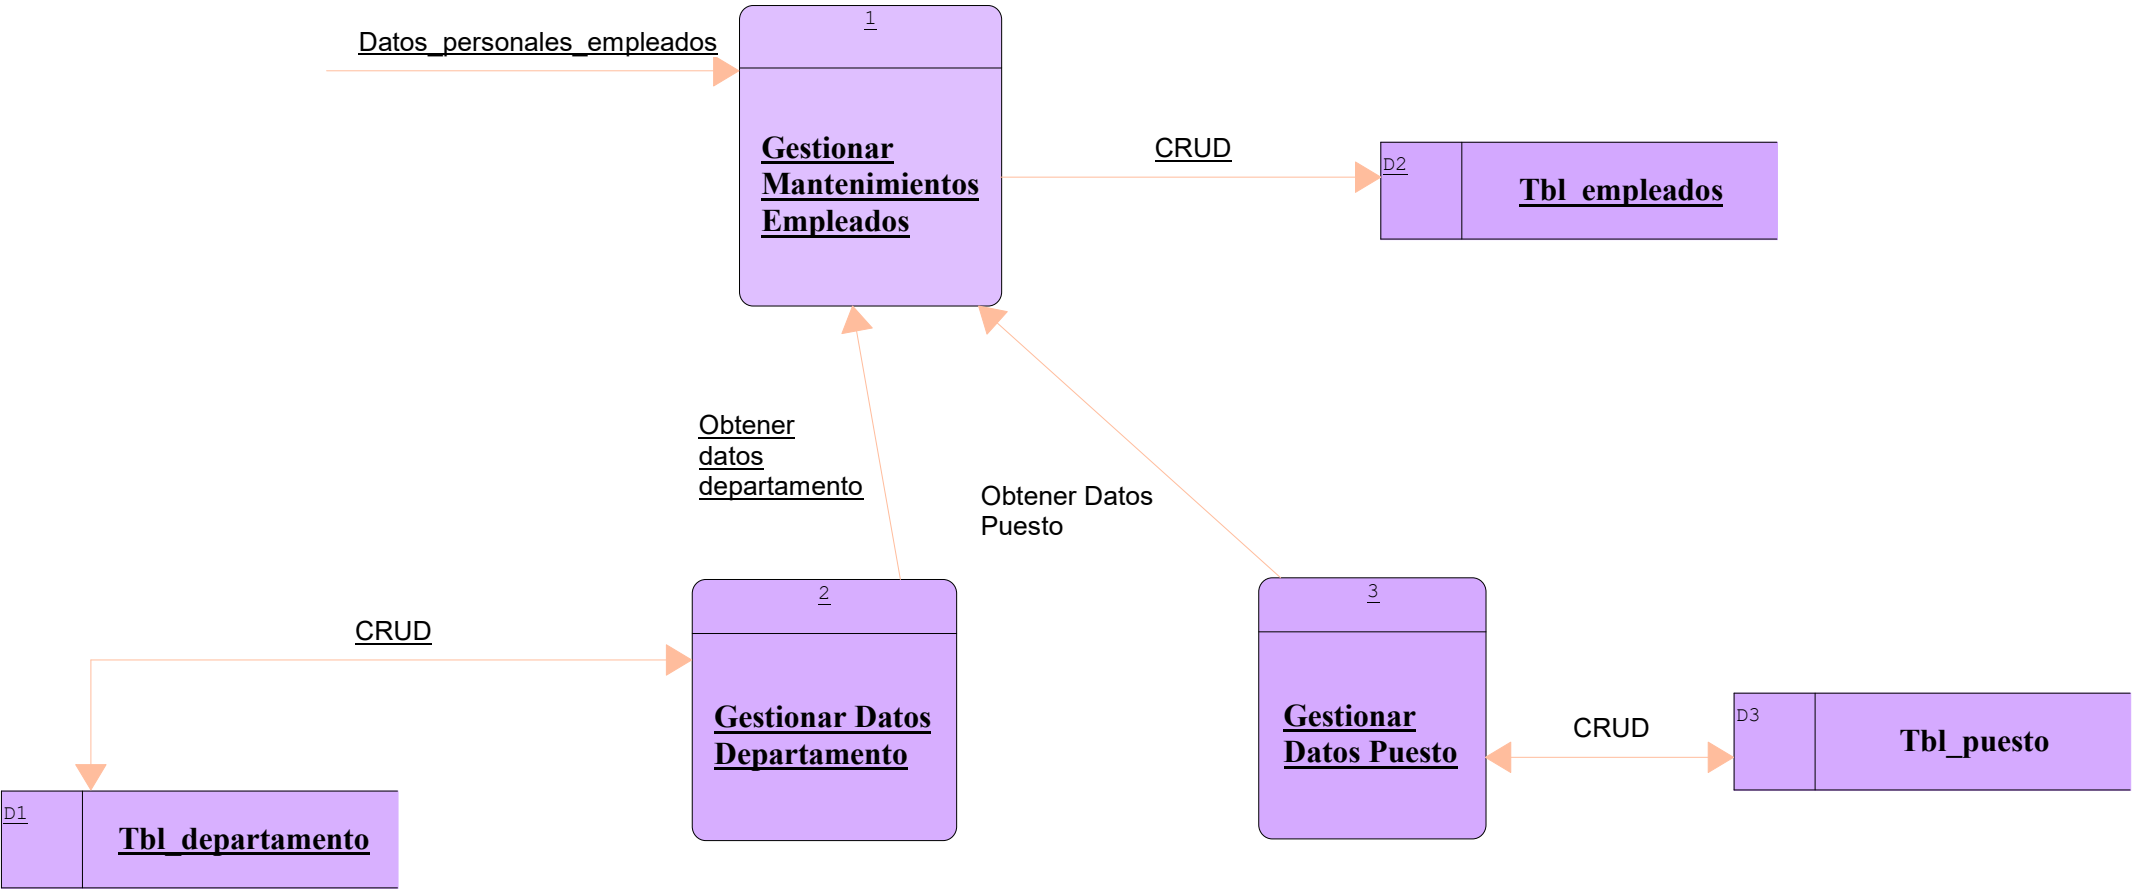 1
Datos_personales_empleados
Gestionar
Mantenimientos
Empleados
CRUD
D2
Tbl_empleados
Obtener
datos
departamento
Obtener Datos
Puesto
2
3
CRUD
Gestionar Datos
Departamento
Gestionar
Datos Puesto
CRUD
D3
Tbl_puesto
D1
Tbl_departamento